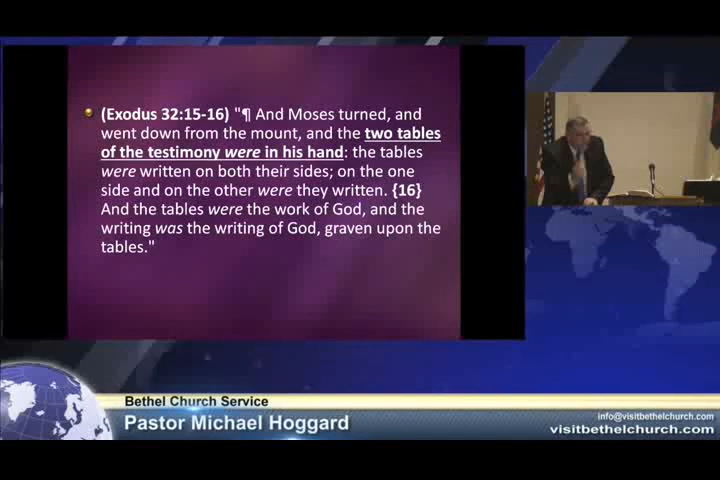 (Exodus 32:15-16) "¶ And Moses turned, and
went down from the mount, and the two tables
of the testimony were in his hand: the tables
were written on both their sides; on the one
side and on the other were they written. {16}
And the tables were the work of God, and the
writing was the writing of God, graven upon the
tables."
Bethel Church Service
Pastor Michael Hoggard
info@visitbethelchurch.com
visitbethelchurch.com